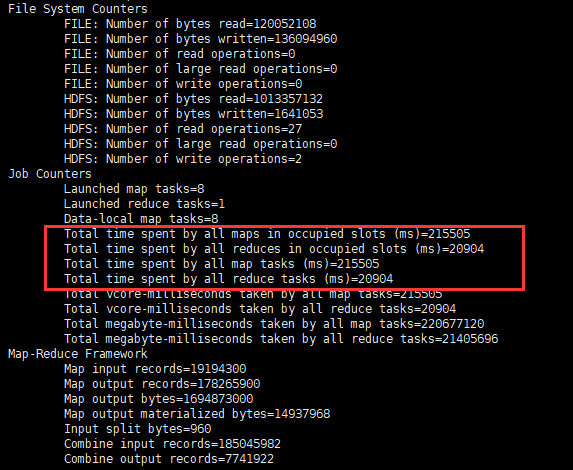 File System Counters
FILE: Number of bytes read=120052108
FILE: Number of bytes written=136094960
FILE: Number of read operations=0
FILE: Number of large read operations=0
FILE: Number of write operations=0
HDFS: Number of bytes read=1013357132
HDFS: Number of bytes written=1641053
HDFS: Number of read operations=27
HDFS: Number of large read operations=0
HDFS: Number of write operations=2
Job Counters
Launched map tasks=8
Launched reduce tasks=1
Data-local map tasks=8
Total time spent by all maps in occupied slots (ms)=215505
Total time spent by all reduces in occupied slots (ms)=20904
Total time spent by all map tasks (ms)=215505
Total time spent by all reduce tasks (ms)=20904
Total vcore-milliseconds taken by all map tasks=215505
Total vcore-milliseconds taken by all reduce tasks=20904
Total megabyte-milliseconds taken by all map tasks=220677120
Total megabyte-milliseconds taken by all reduce tasks=21405696
Map-Reduce Framework
Map input records=19194300
Map output records=178265900
Map output bytes=1694873000
Map output materialized bytes=14937968
Input split bytes=960
Combine input records=185045982
Combine output records=7741922